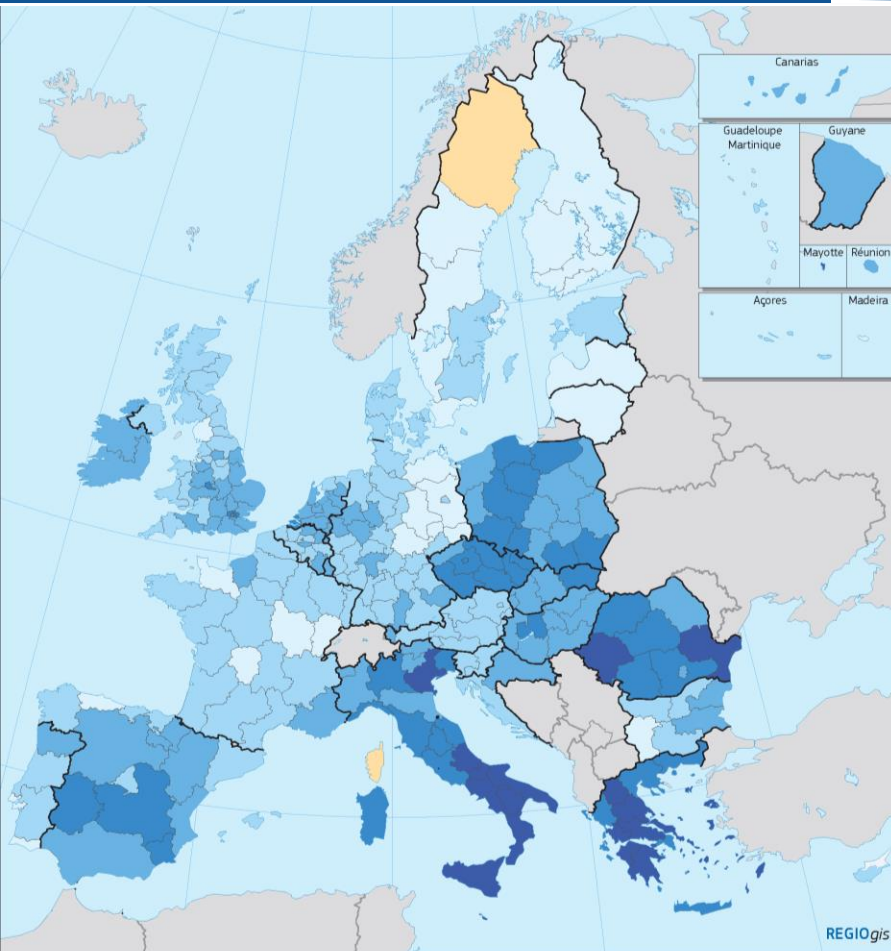 Canarias
Guadeloupe
Martinique
Guyane
Mayotte
Réunion
Açores
Madeira
REGIOgis